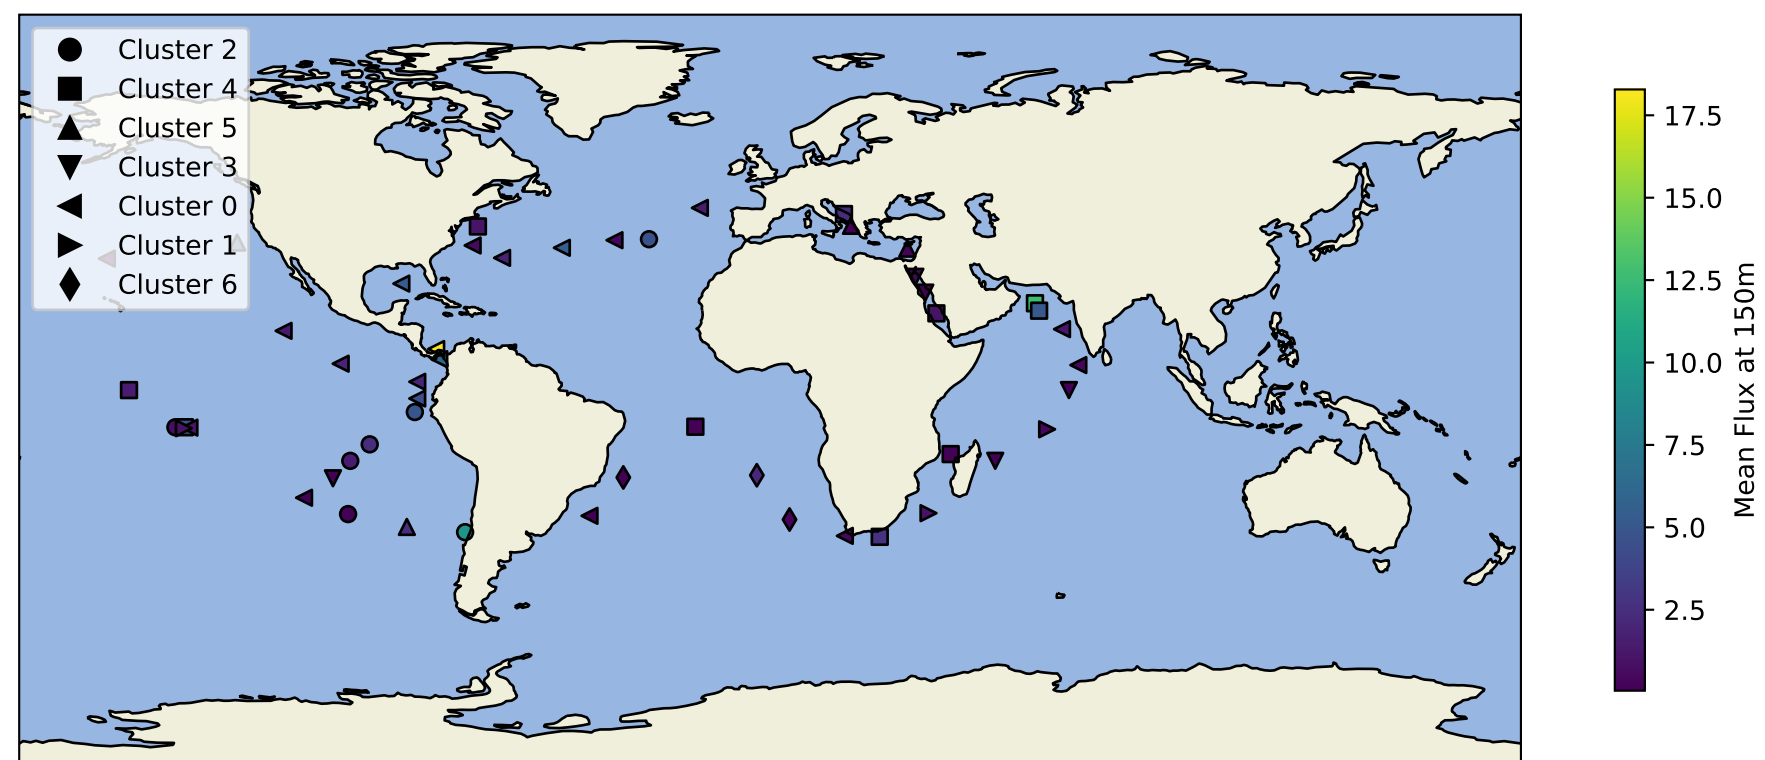 Cluster 2
Cluster 4
Cluster 5
Cluster 3
Cluster 0
Cluster 1
Cluster 6
17.5
15.0
12.5
10.0
7.5
5.0
2.5
Mean Flux at 150m